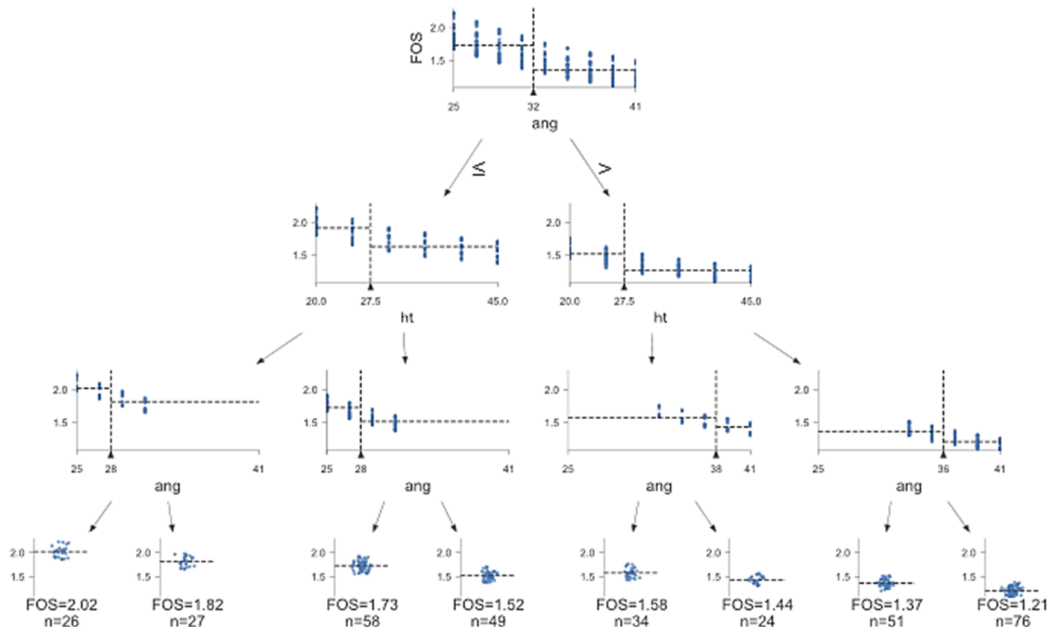 FOS
2.0
1.5
25 32 41
ang
≤ >
2.0
1.5
20.0 27.5 45.0
ht
2.0
1.5
20.0 27.5 45.0
ht
2.0
1.5
25 28 41
ang
2.0
1.5
25 28 41
ang
2.0
1.5
25 38 41
ang
2.0
1.5
25 36 41
ang
2.0
1.5
FOS=2.02
n=26
2.0
1.5
FOS=1.82
n=27
2.0
1.5
FOS=1.73
n=58
2.0
1.5
FOS=1.52
n=49
2.0
1.5
FOS=1.58
n=34
2.0
1.5
FOS=1.44
n=24
2.0
1.5
FOS=1.37
n=51
2.0
1.5
FOS=1.21
n=76